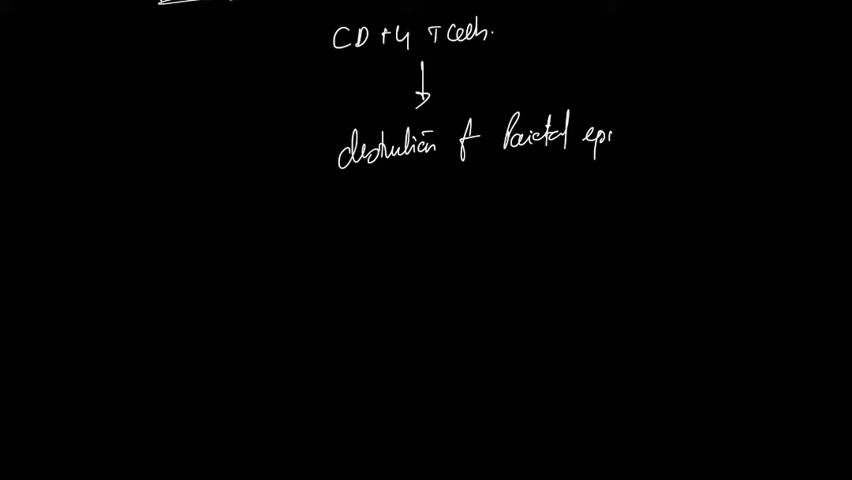 CD+4 T Cells.
destruction of Parietal epi